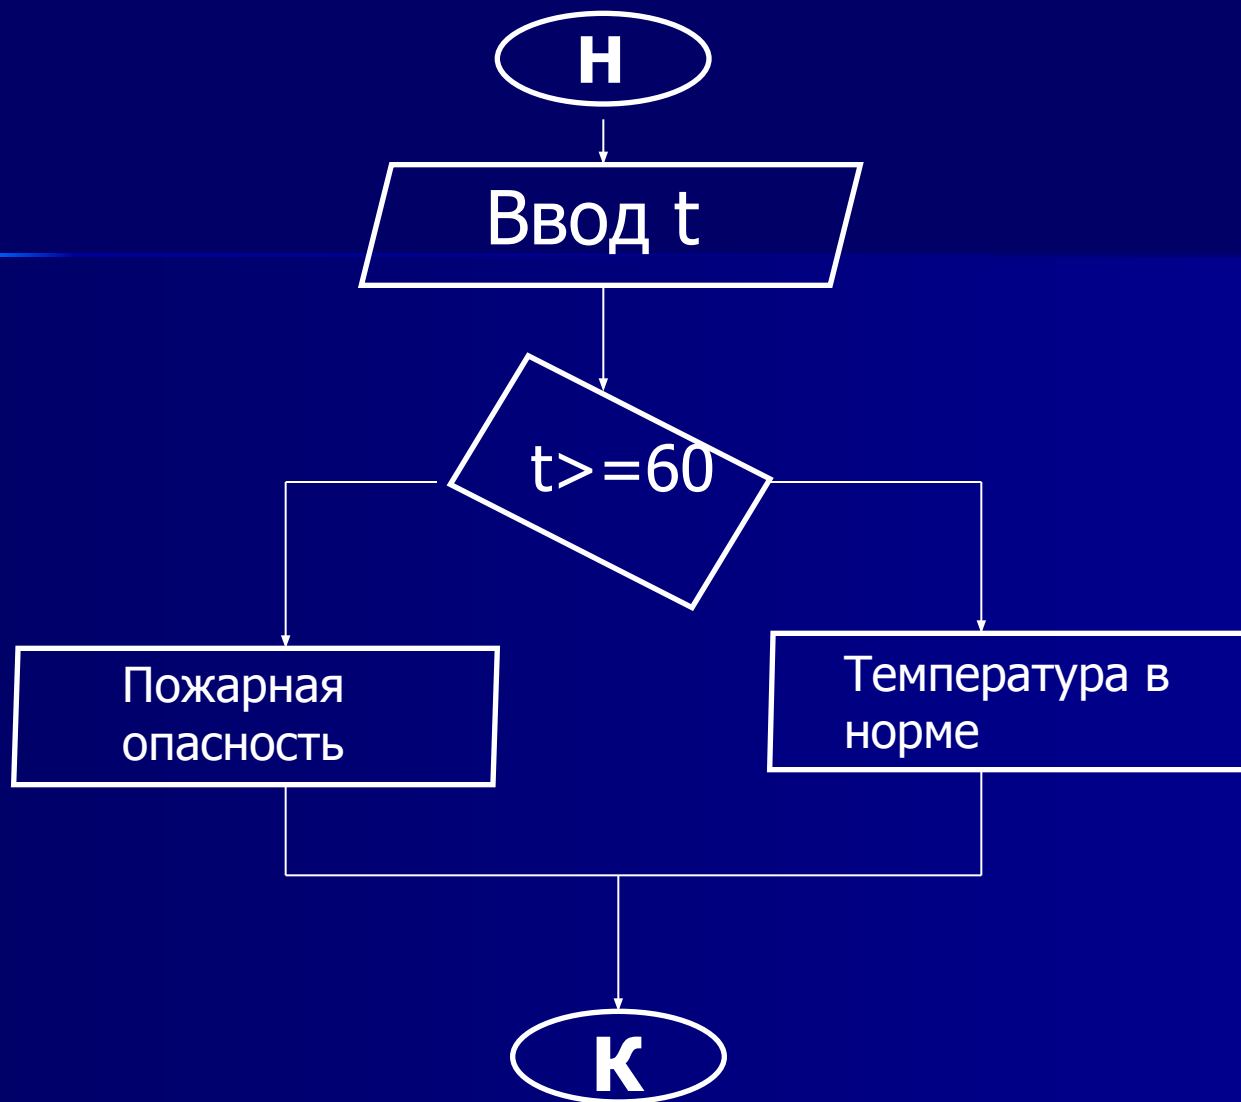 Н
Ввод t
t>=60
Пожарная
опасность
Температура в
норме
К